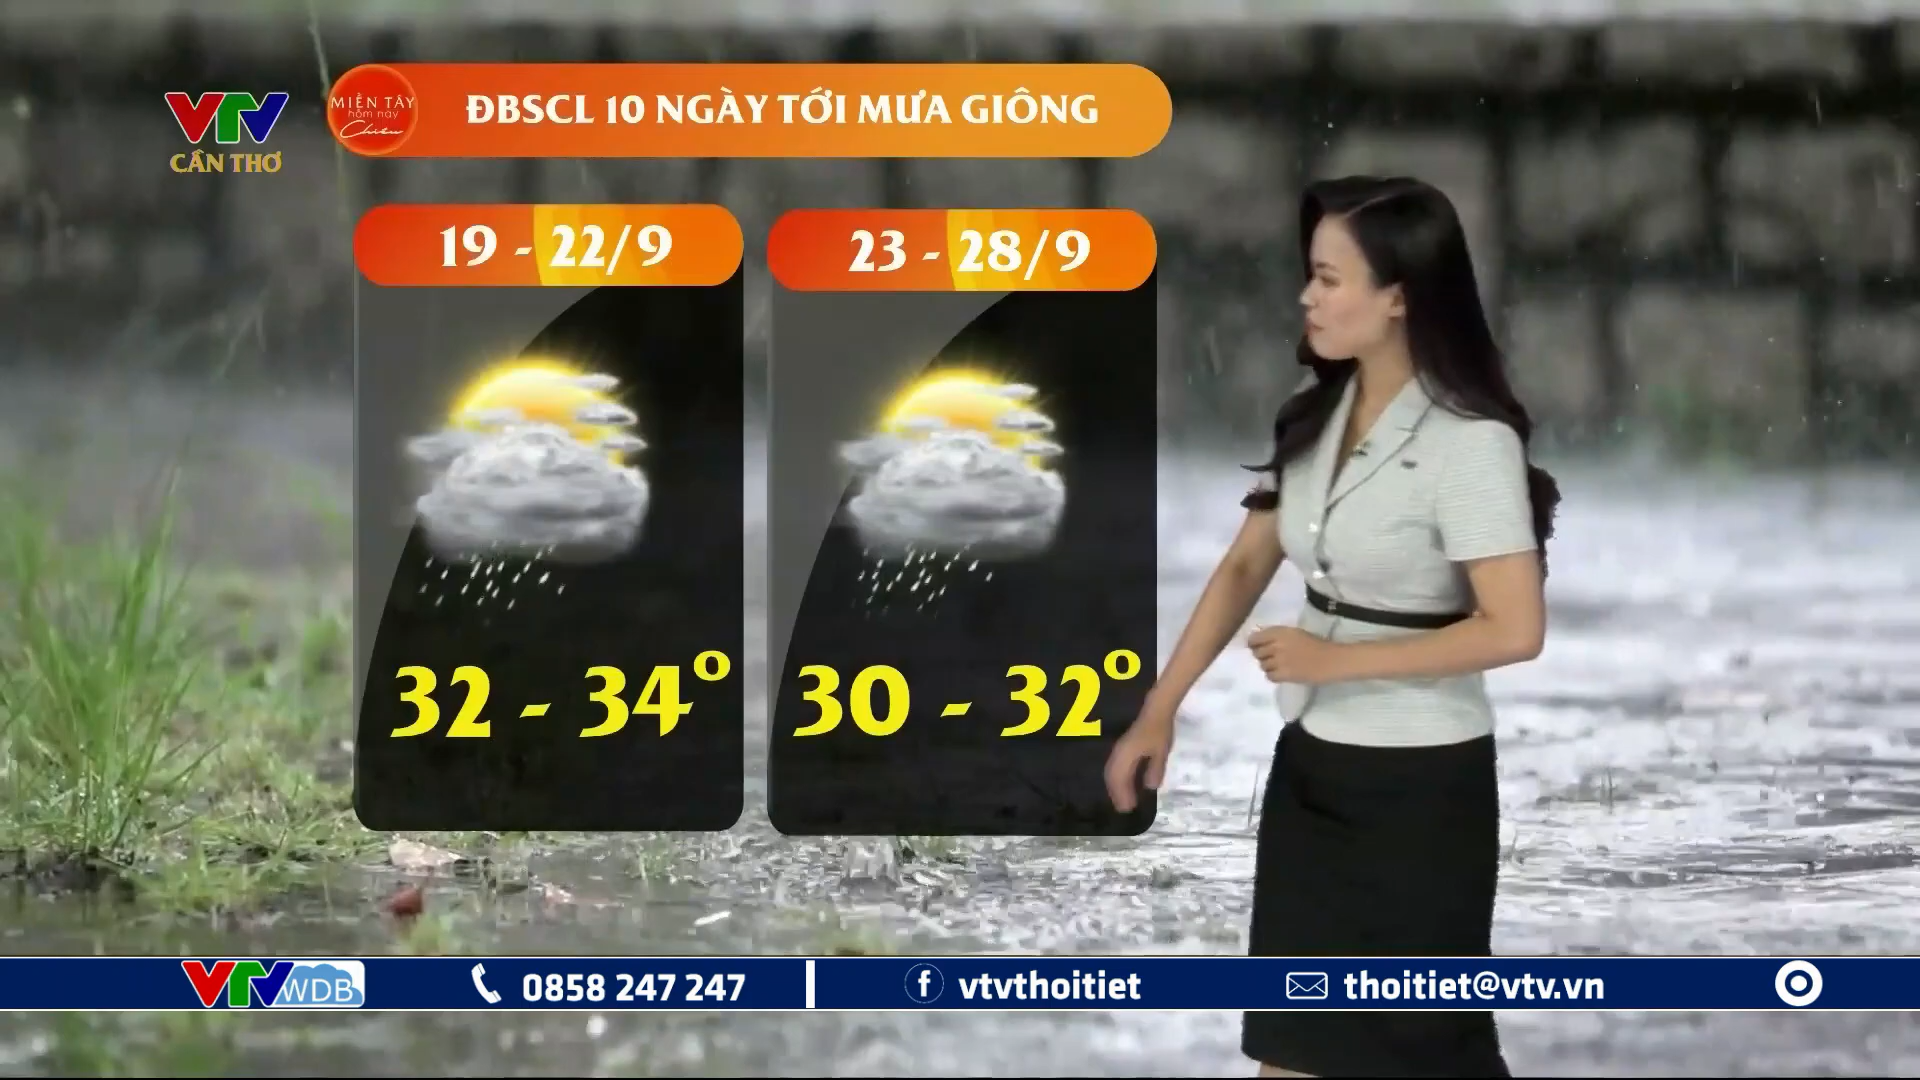 VTV
CẦN THƠ
MIỀN TÂY
hôm nay
Chiều
ĐBSCL 10 NGÀY TỚI MƯA GIÔNG
19 - 22/9
23 - 28/9
32 - 34°
30 - 32°
VTV WDB
0858 247 247
vtvthoitiet
thoitiet@vtv.vn